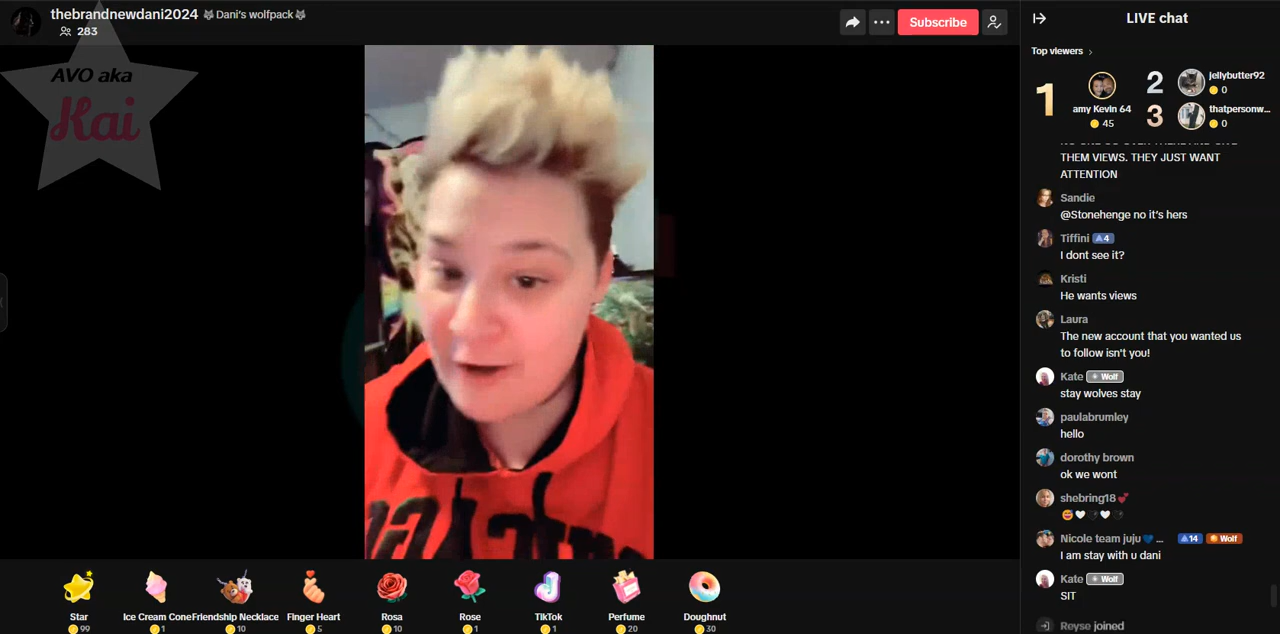 thebrandnewdani2024 🐺Dani's wolfpack🐺
283
Subscribe
AVO aka
Kai
LIVE chat
Top viewers
1
amy Kevin 64
45
2
jellybutter92
0
3
thatpersonw...
0
THEM VIEWS. THEY JUST WANT
ATTENTION
Sandie
@Stonehenge no it's hers
Tiffini 4
I dont see it?
Kristi
He wants views
Laura
The new account that you wanted us
to follow isn't you!
Kate Wolf
stay wolves stay
paulabrumley
hello
dorothy brown
ok we wont
shebring18💕
Nicole team juju💙 ... 14 Wolf
I am stay with u dani
Kate Wolf
SIT
Reyse joined
Star
99
Ice Cream Cone
1
Friendship Necklace
10
Finger Heart
5
Rosa
10
Rose
1
TikTok
1
Perfume
20
Doughnut
30